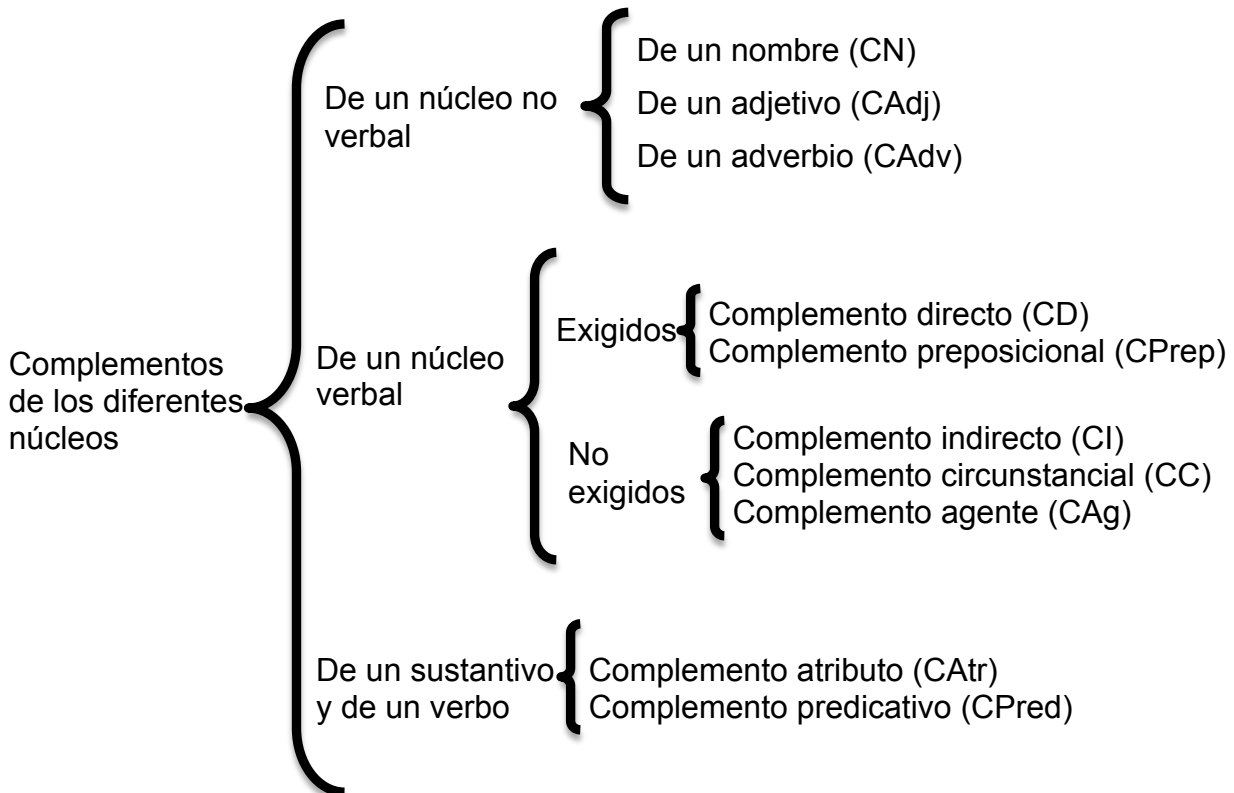 Complementos
de los diferentes
núcleos
De un núcleo no
verbal
De un nombre (CN)
De un adjetivo (CAdj)
De un adverbio (CAdv)
De un núcleo
verbal
Exigidos
Complemento directo (CD)
Complemento preposicional (CPrep)
No
exigidos
Complemento indirecto (CI)
Complemento circunstancial (CC)
Complemento agente (CAg)
De un sustantivo
y de un verbo
Complemento atributo (CAtr)
Complemento predicativo (CPred)